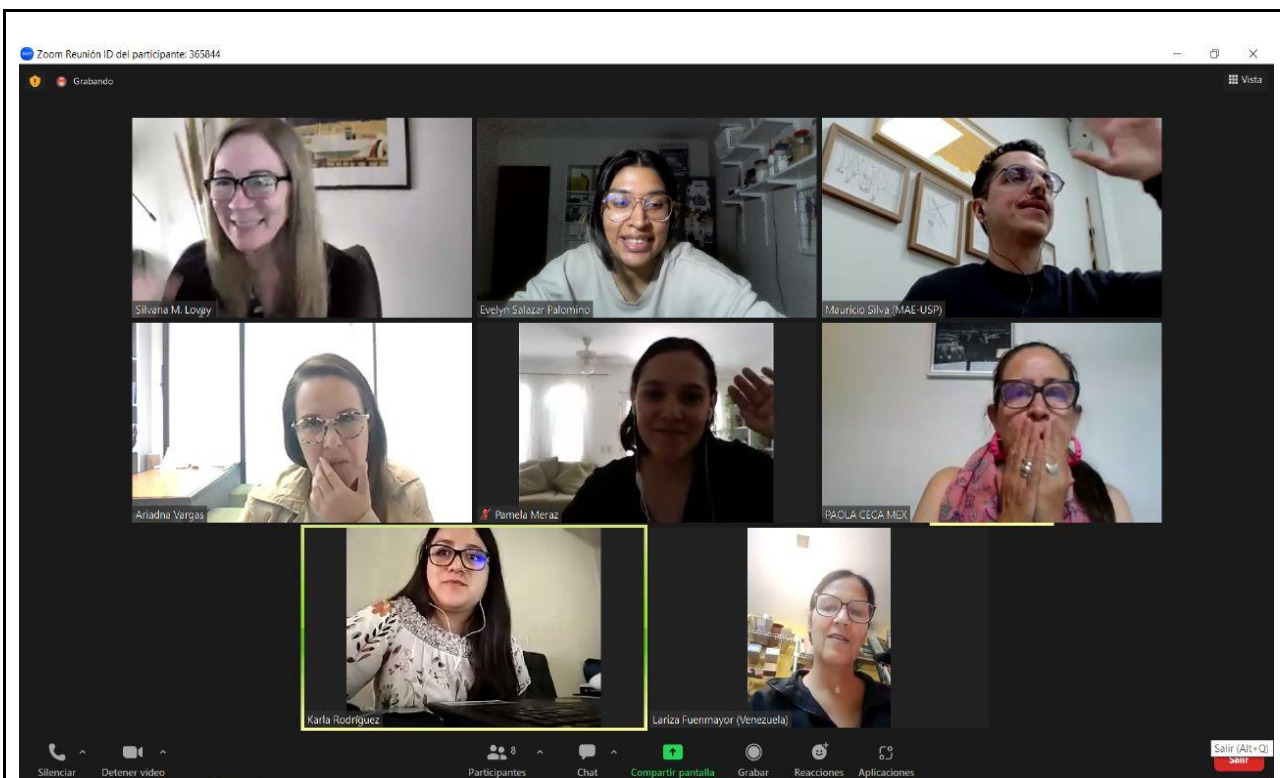 Zoom Reunión ID del participante: 365844
Grabando
Vista
Silvana M. Lovay
Evelyn Salazar Palomino
Mauricio Silva (MAE-USP)
Ariadna Vargas
Pamela Meraz
PAOLA CECA MEX
Karla Rodríguez
Lariza Fuenmayor (Venezuela)
Salir (Alt+Q)
Silenciar
Detener video
8
Participantes
Chat
Compartir pantalla
Grabar
Reacciones
Aplicaciones
Salir